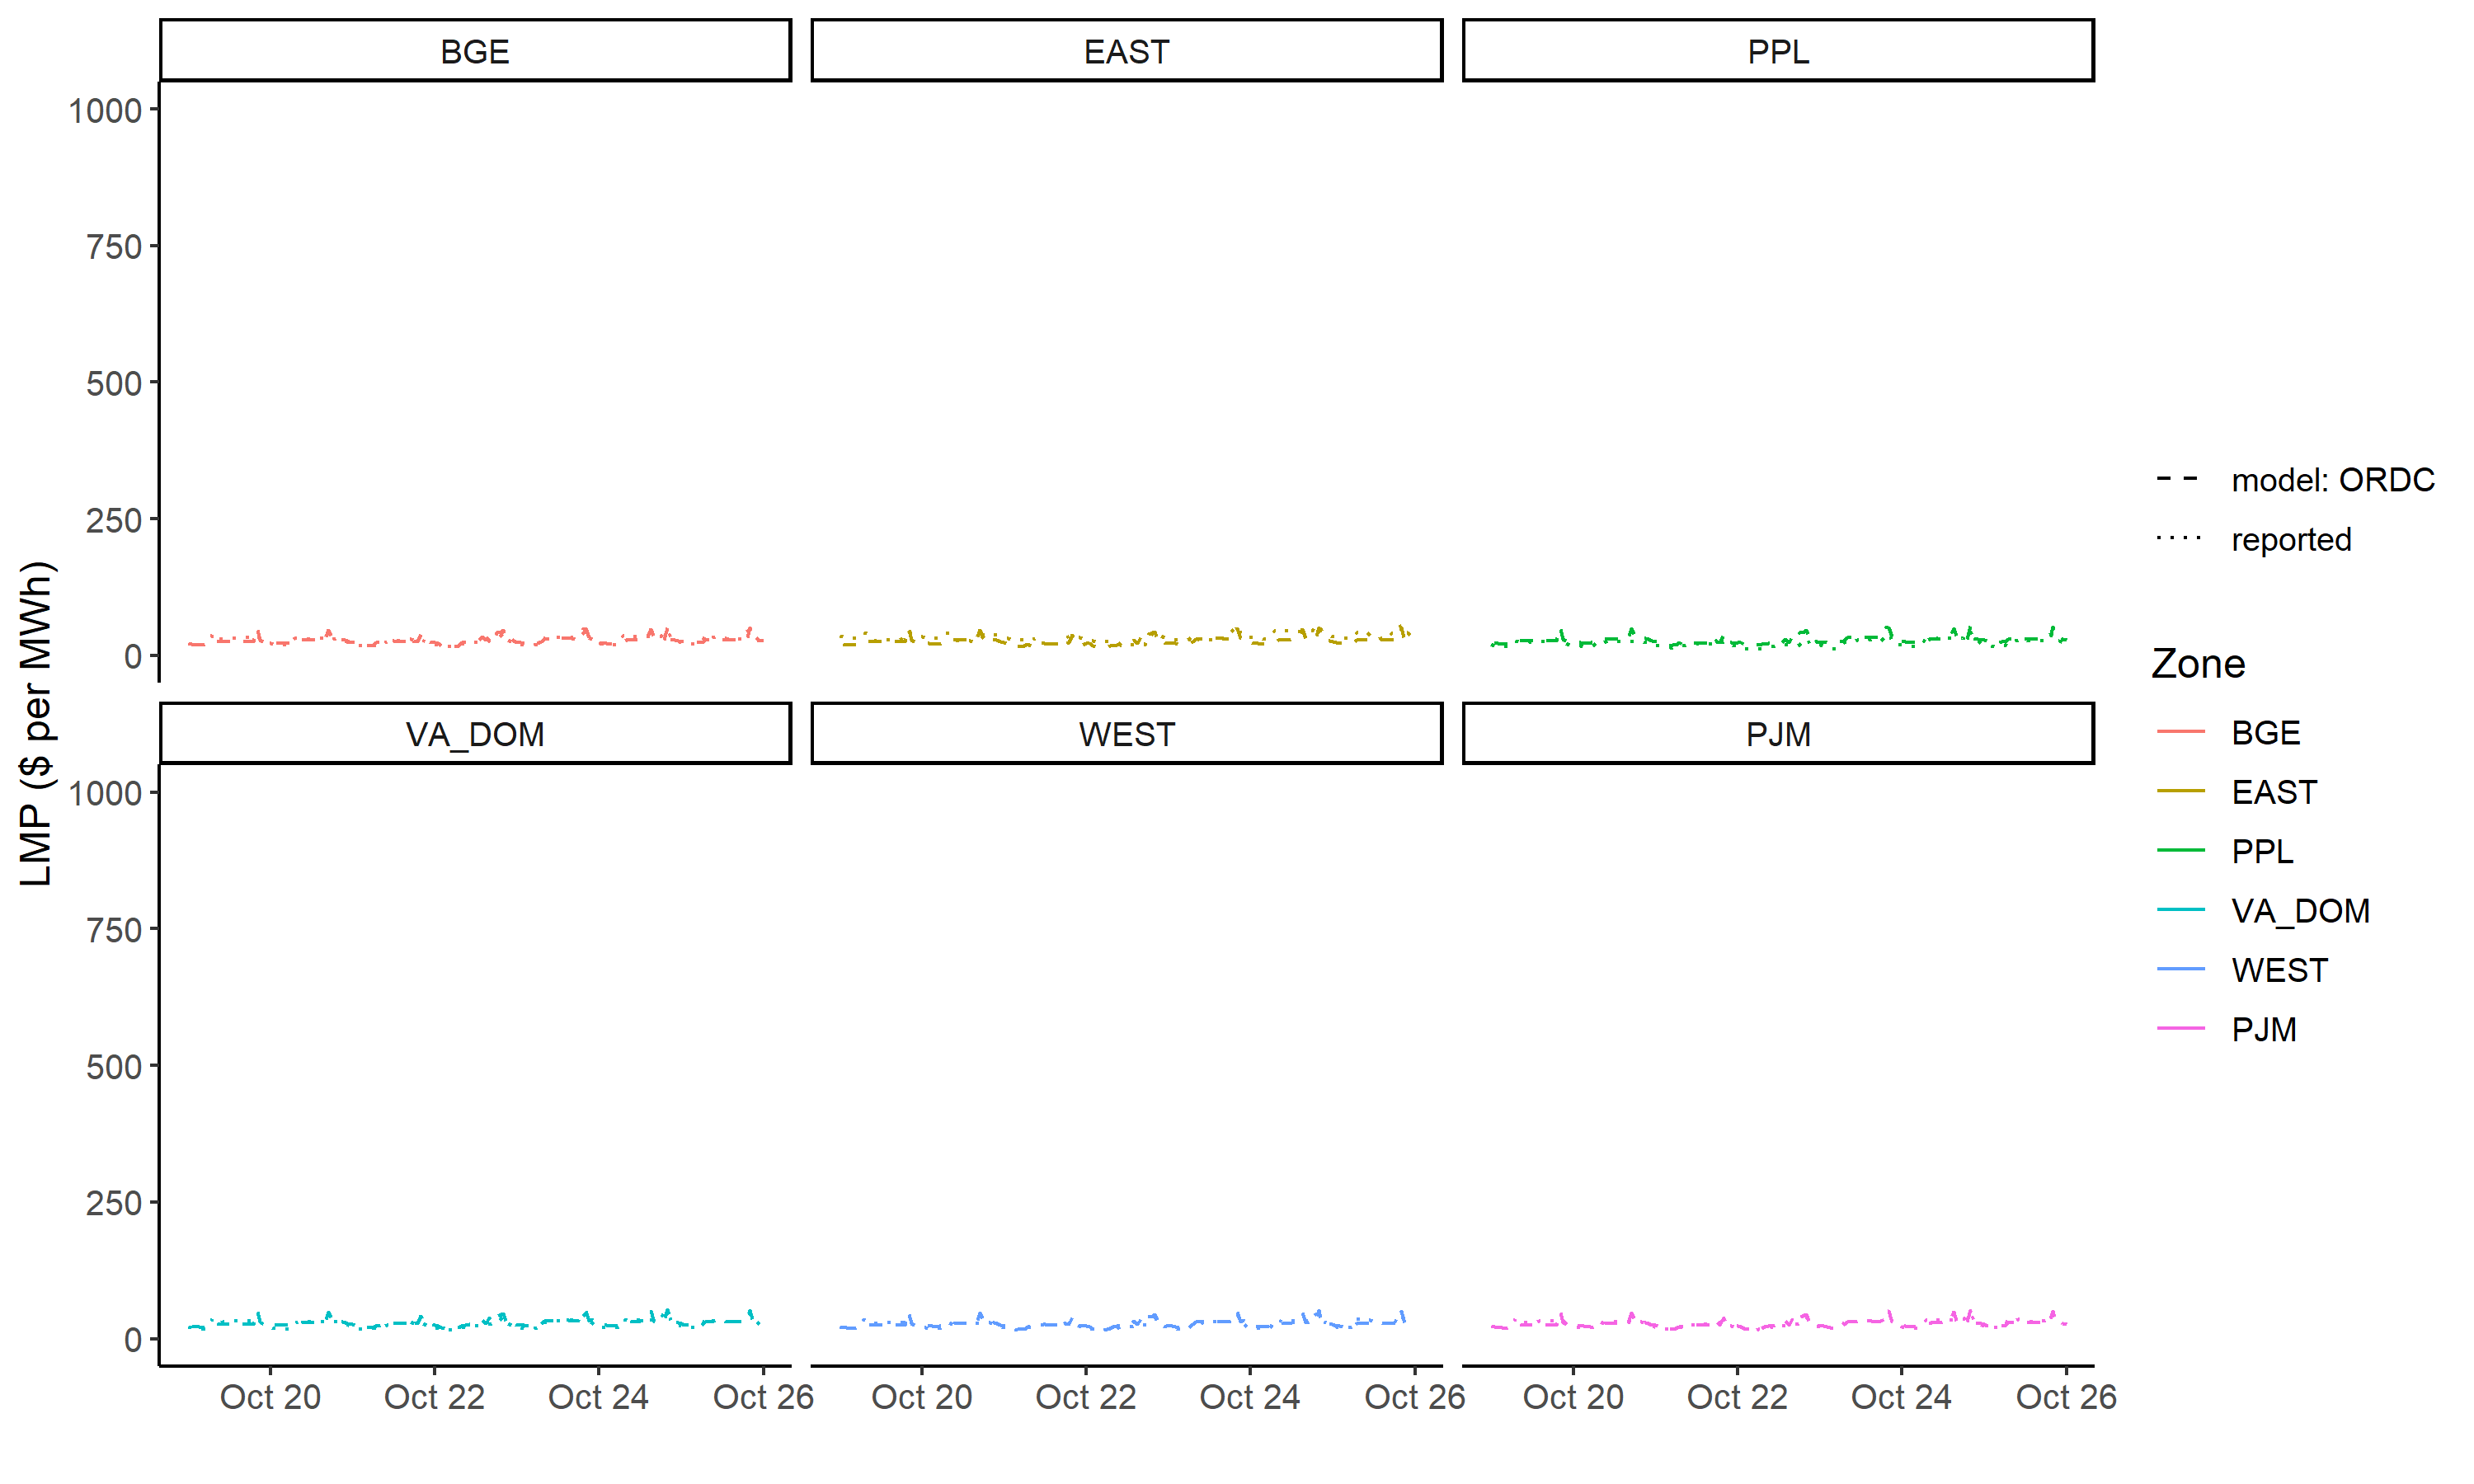 BGE
EAST
PPL
1000
750
500
250
0
VA_DOM
WEST
PJM
1000
750
500
250
0
Oct 20
Oct 22
Oct 24
Oct 26
Oct 20
Oct 22
Oct 24
Oct 26
Oct 20
Oct 22
Oct 24
Oct 26
LMP ($ per MWh)
model: ORDC
reported
Zone
BGE
EAST
PPL
VA_DOM
WEST
PJM